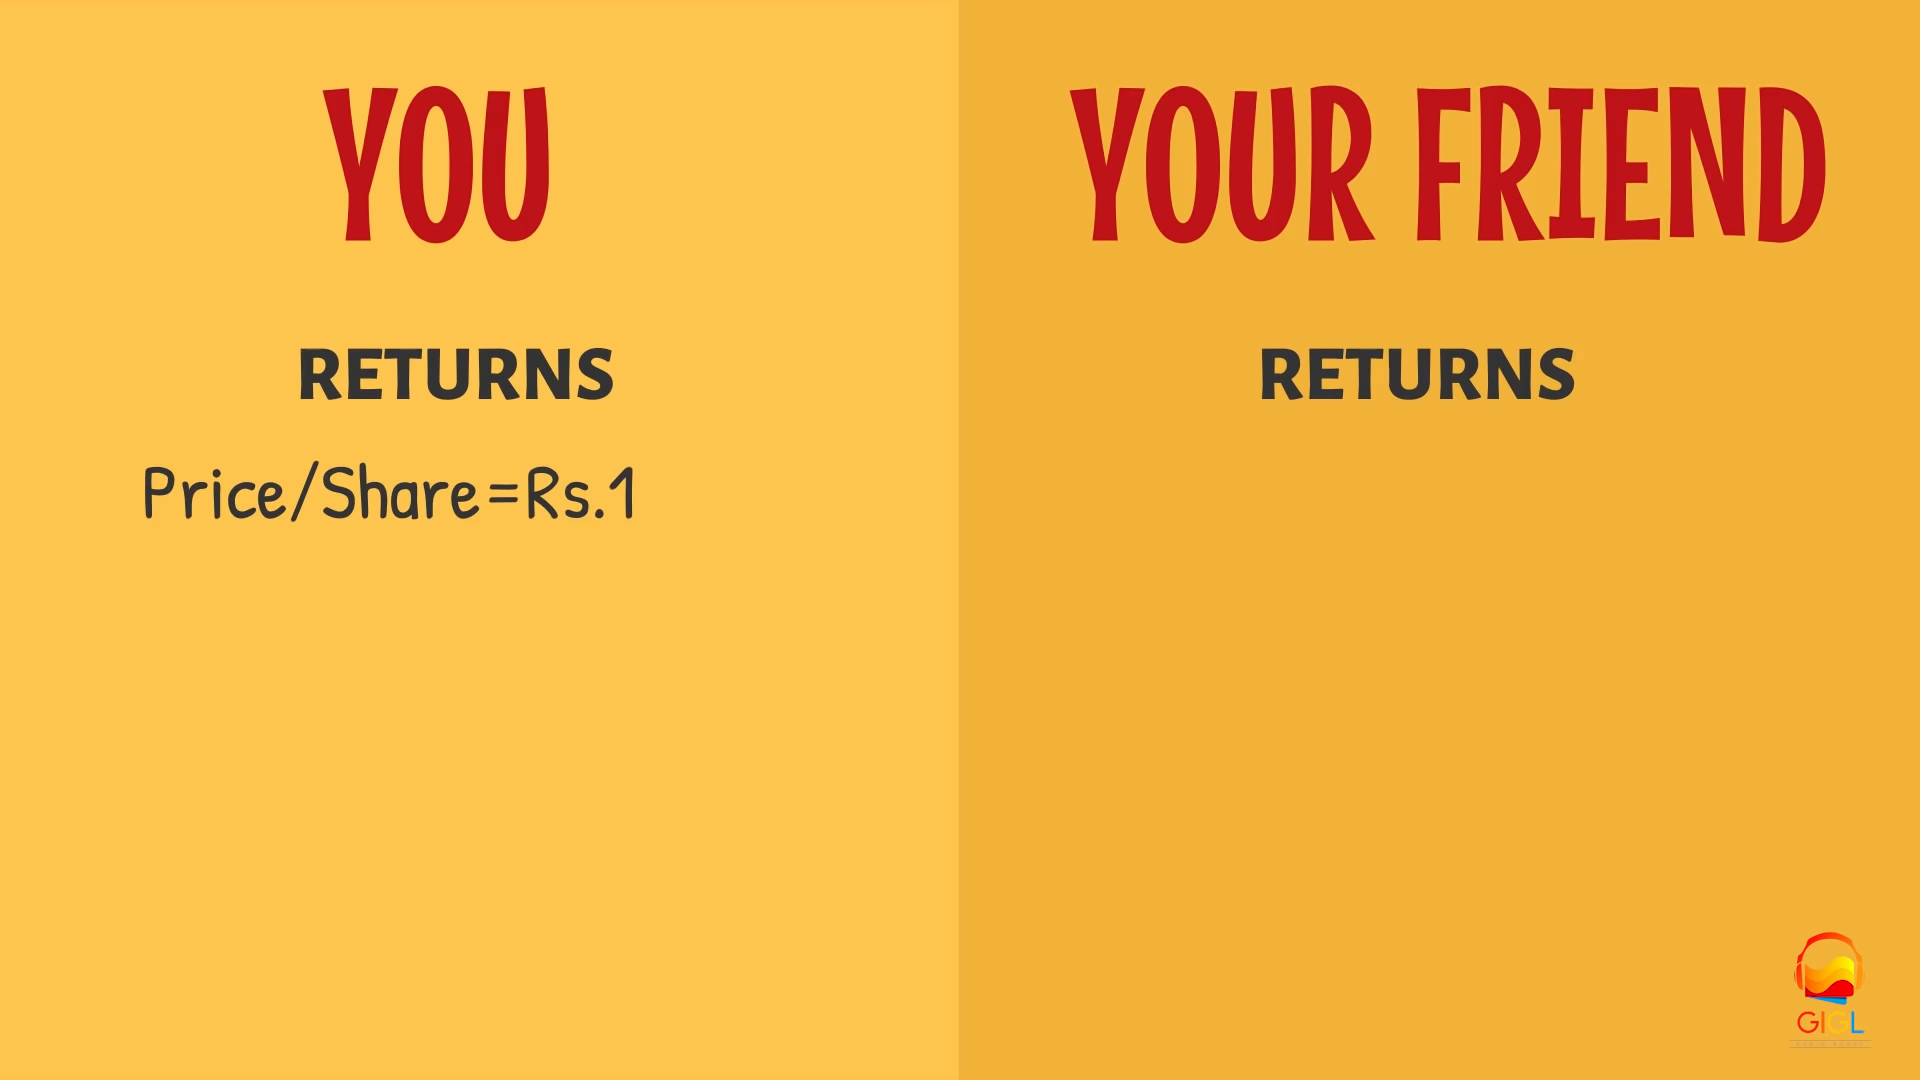 YOU
RETURNS
Price/Share=Rs.1
YOUR FRIEND
RETURNS
GIGL